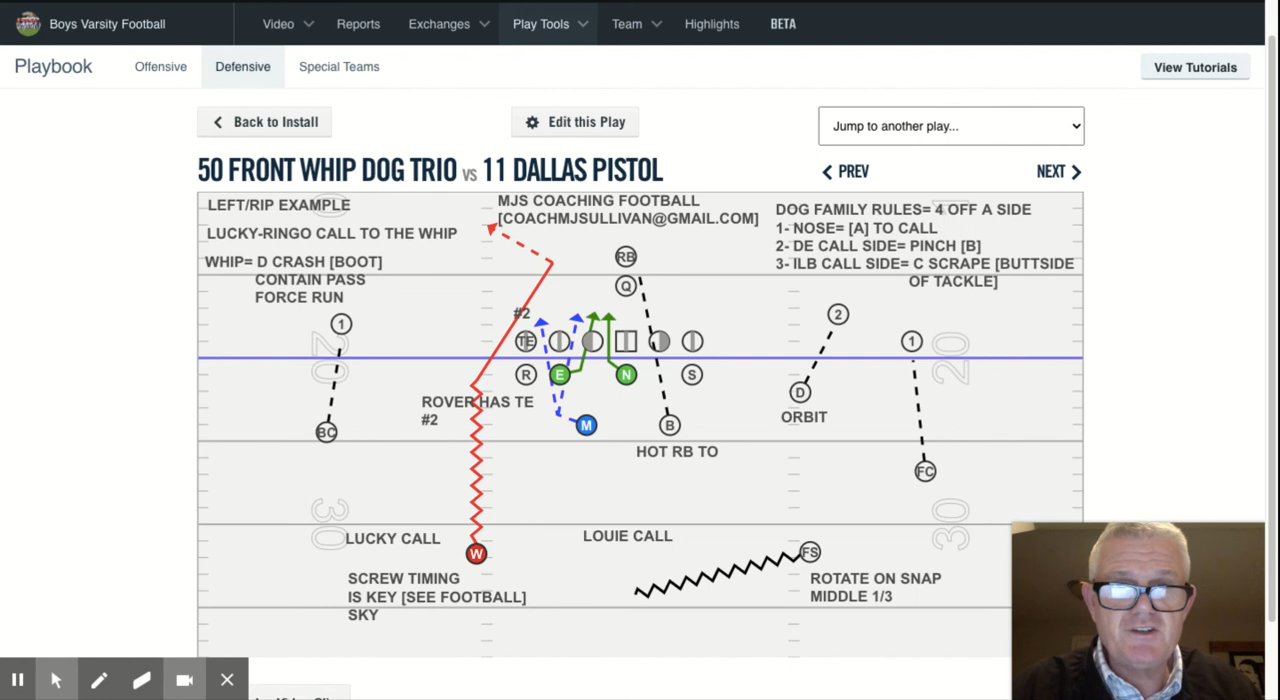 Boys Varsity Football
Video
Reports
Exchanges
Play Tools
Team
Highlights
BETA
Playbook
Offensive
Defensive
Special Teams
View Tutorials
Back to Install
Edit this Play
Jump to another play...
50 FRONT WHIP DOG TRIO vs 11 DALLAS PISTOL
PREV
NEXT
LEFT/RIP EXAMPLE
LUCKY-RINGO CALL TO THE WHIP
WHIP= D CRASH [BOOT]
CONTAIN PASS
FORCE RUN
MJS COACHING FOOTBALL
[COACHMJSULLIVAN@GMAIL.COM]
DOG FAMILY RULES= 4 OFF A SIDE
1- NOSE= [A] TO CALL
2- DE CALL SIDE= PINCH [B]
3- ILB CALL SIDE= C SCRAPE [BUTTSIDE
OF TACKLE]
RB
Q
1
#2
2
1
TE
20
20
R
E
N
S
D
ROVER HAS TE
#2
ORBIT
BC
M
B
HOT RB TO
FC
30
30
LUCKY CALL
LOUIE CALL
W
FS
SCREW TIMING
IS KEY [SEE FOOTBALL]
SKY
ROTATE ON SNAP
MIDDLE 1/3